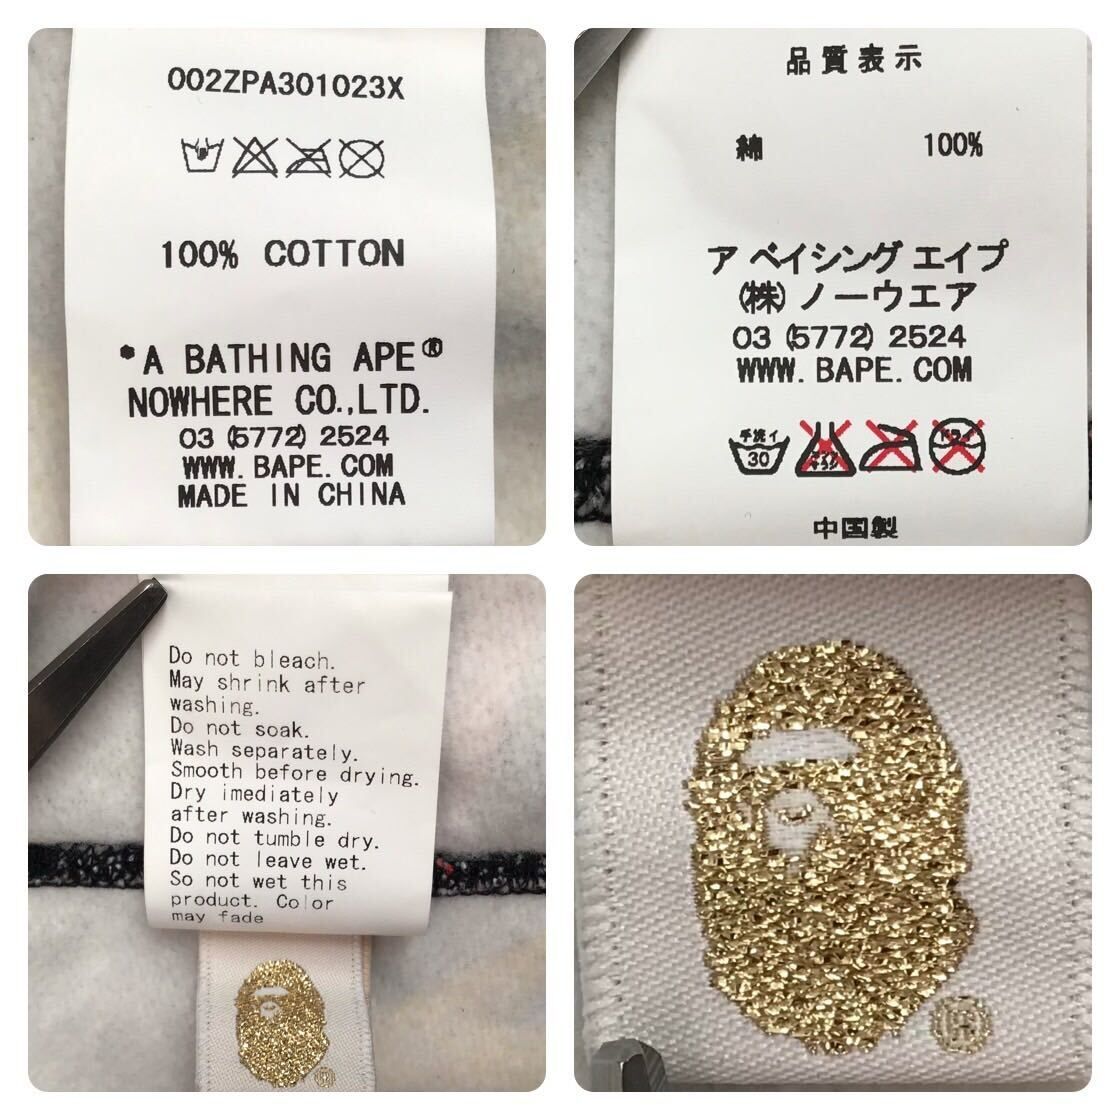 002ZPA301023X
100% COTTON
*A BATHING APE®
NOWHERE CO.,LTD.
03 (5772) 2524
WWW. BAPE. COM
MADE IN CHINA
品質表示
綿 100%
ア ベイシング エイプ
(株) ノーウエア
03 (5772) 2524
WWW. BAPE. COM
手洗イ
30
ドライ
中国製
Do not bleach.
May shrink after
washing.
Do not soak.
Wash separately.
Smooth before drying.
Dry imediately
after washing.
Do not tumble dry.
Do not leave wet.
So not wet this
product. Color
may fade
®
®